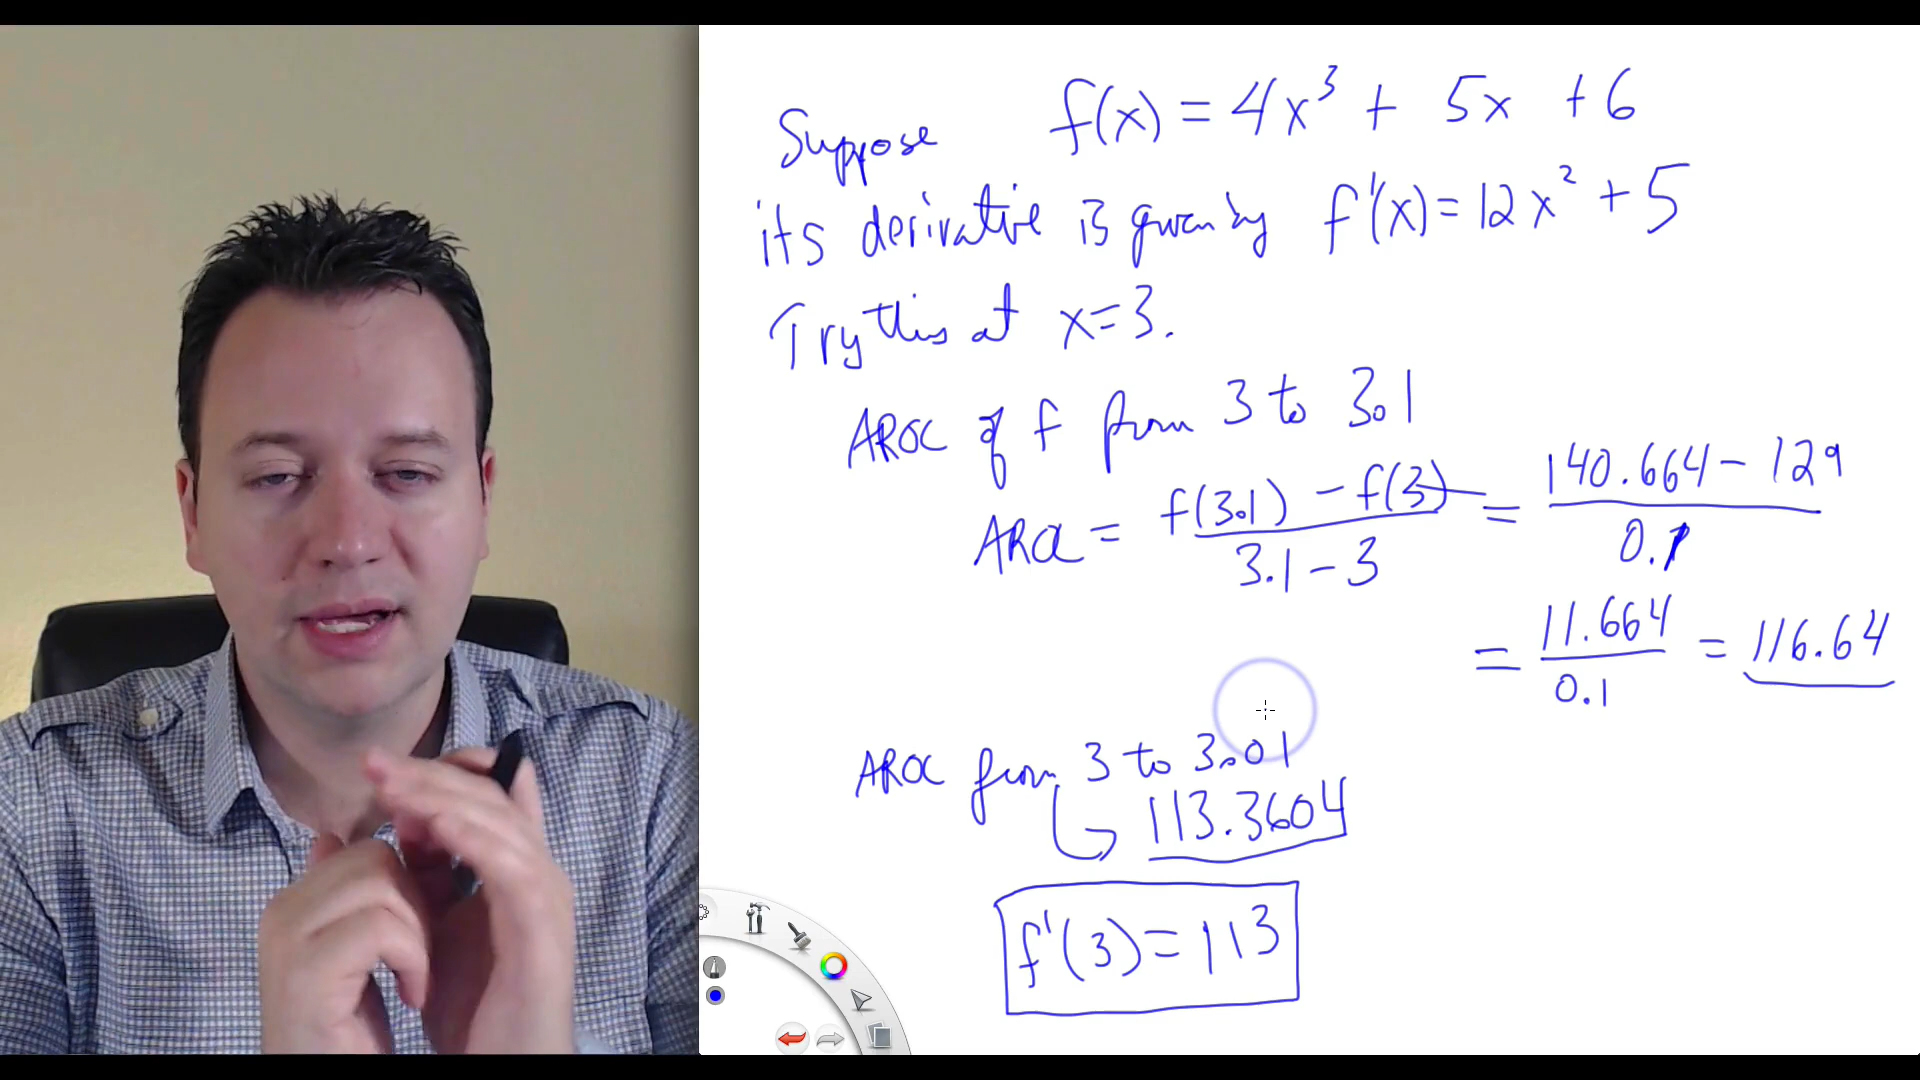 Suppose f(x) = 4x³ + 5x + 6
its derivative is given by f'(x) = 12x² + 5
Try this at x=3.
AROC of f from 3 to 3.1
AROC = f(3.1) - f(3) / 3.1 - 3 = 140.664 - 129 / 0.1
= 11.664 / 0.1 = 116.64
AROC from 3 to 3.01
113.3604
f'(3) = 113